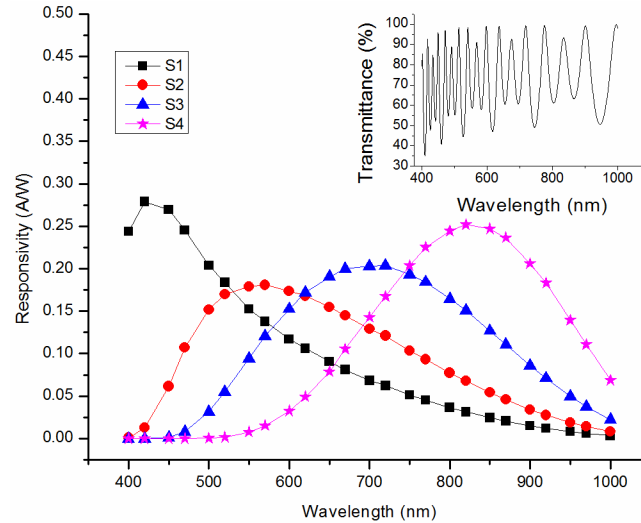 0.50
0.45
0.40
0.35
0.30
0.25
0.20
0.15
0.10
0.05
0.00
Responsivity (A/W)
400 500 600 700 800 900 1000
Wavelength (nm)
S1
S2
S3
S4
100
90
80
70
60
50
40
30
Transmittance (%)
400 600 800 1000
Wavelength (nm)